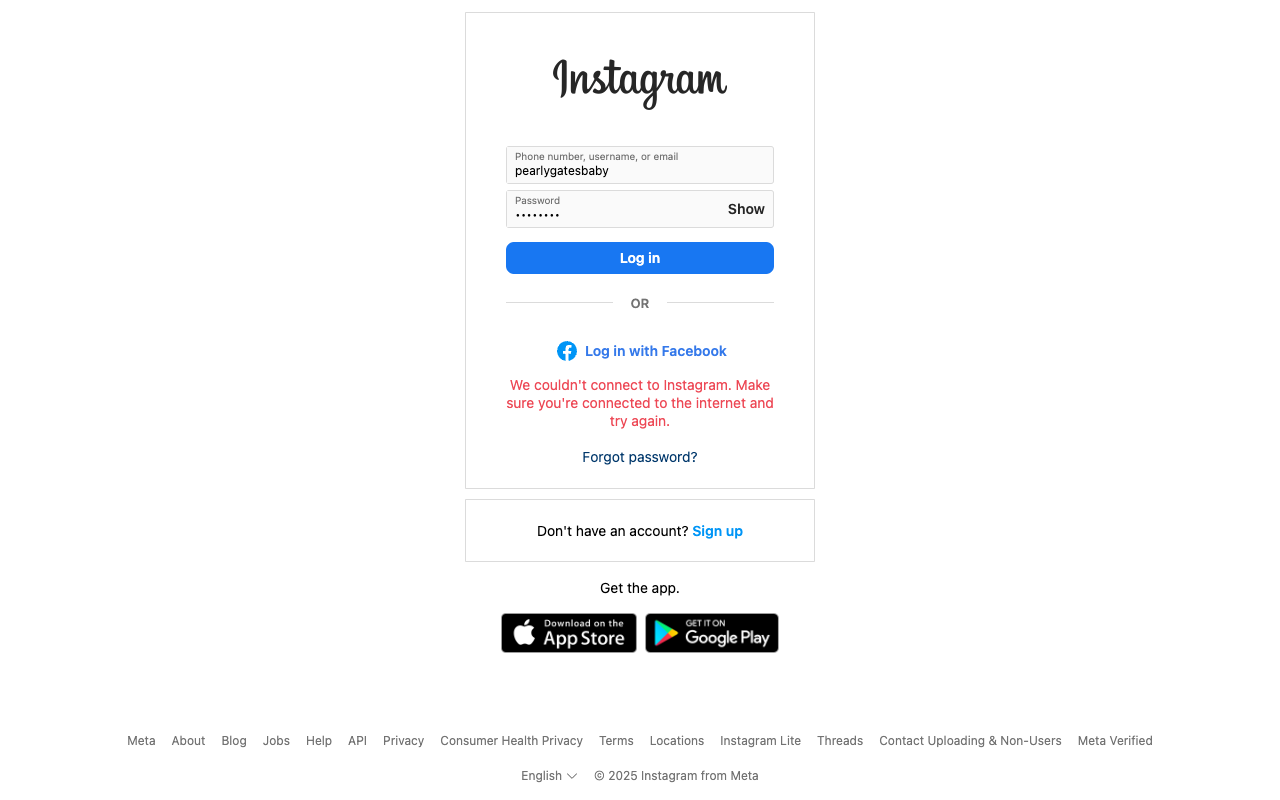 Instagram
Phone number, username, or email
pearlygatesbaby
Password
••••••••
Show
Log in
OR
Log in with Facebook
We couldn't connect to Instagram. Make
sure you're connected to the internet and
try again.
Forgot password?
Don't have an account? Sign up
Get the app.
Download on the
App Store
GET IT ON
Google Play
Meta About Blog Jobs Help API Privacy Consumer Health Privacy Terms Locations Instagram Lite Threads Contact Uploading & Non-Users Meta Verified
English © 2025 Instagram from Meta